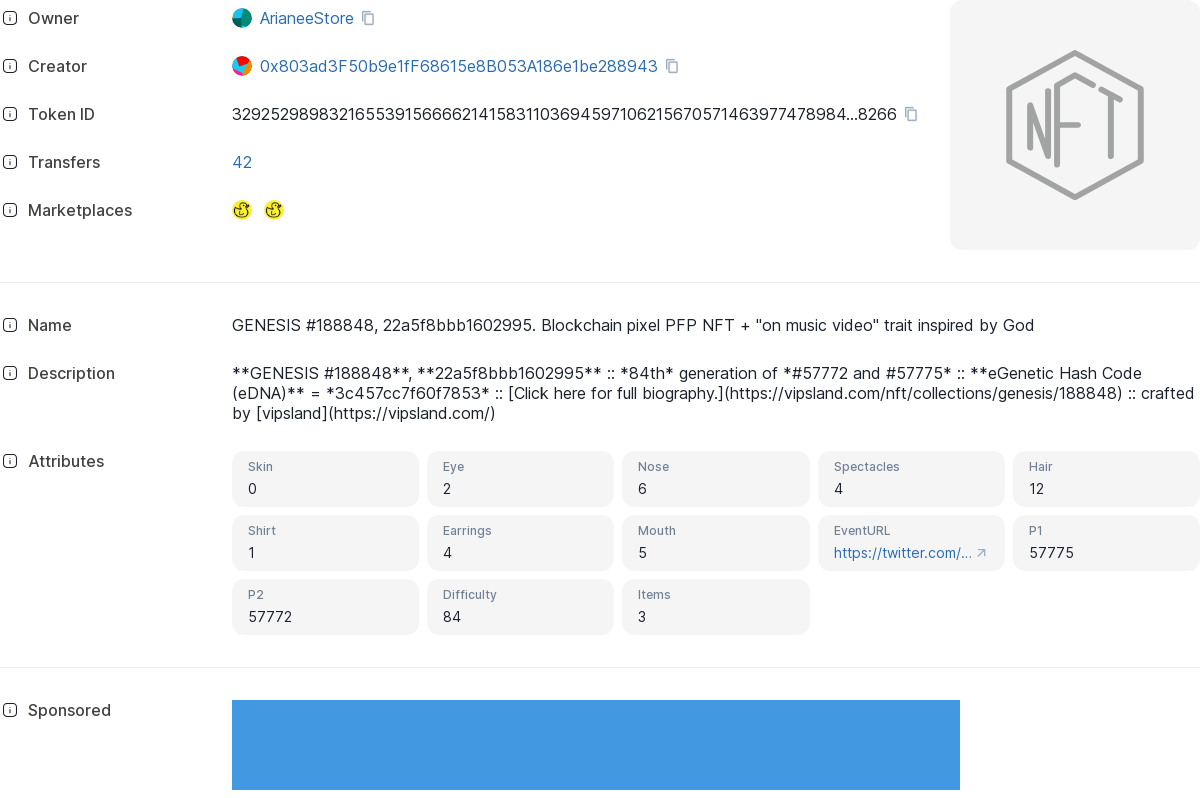 Owner ArianeeStore
Creator 0x803ad3F50b9e1fF68615e8B053A186e1be288943
Token ID 32925298983216553915666621415831103694597106215670571463977478984...8266
Transfers 42
Marketplaces
NFT
Name GENESIS #188848, 22a5f8bbb1602995. Blockchain pixel PFP NFT + "on music video" trait inspired by God
Description **GENESIS #188848**, **22a5f8bbb1602995** :: *84th* generation of *#57772 and #57775* :: **eGenetic Hash Code
(eDNA)** = *3c457cc7f60f7853* :: [Click here for full biography.](https://vipsland.com/nft/collections/genesis/188848) :: crafted
by [vipsland](https://vipsland.com/)
Attributes
Skin
0
Eye
2
Nose
6
Spectacles
4
Hair
12
Shirt
1
Earrings
4
Mouth
5
EventURL
https://twitter.com/...
P1
57775
P2
57772
Difficulty
84
Items
3
Sponsored